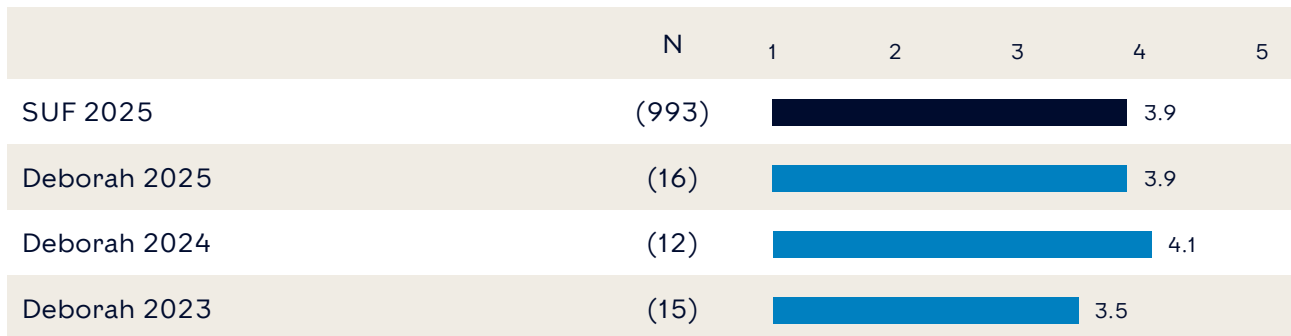 N 1 2 3 4 5
SUF 2025 (993) 3.9
Deborah 2025 (16) 3.9
Deborah 2024 (12) 4.1
Deborah 2023 (15) 3.5